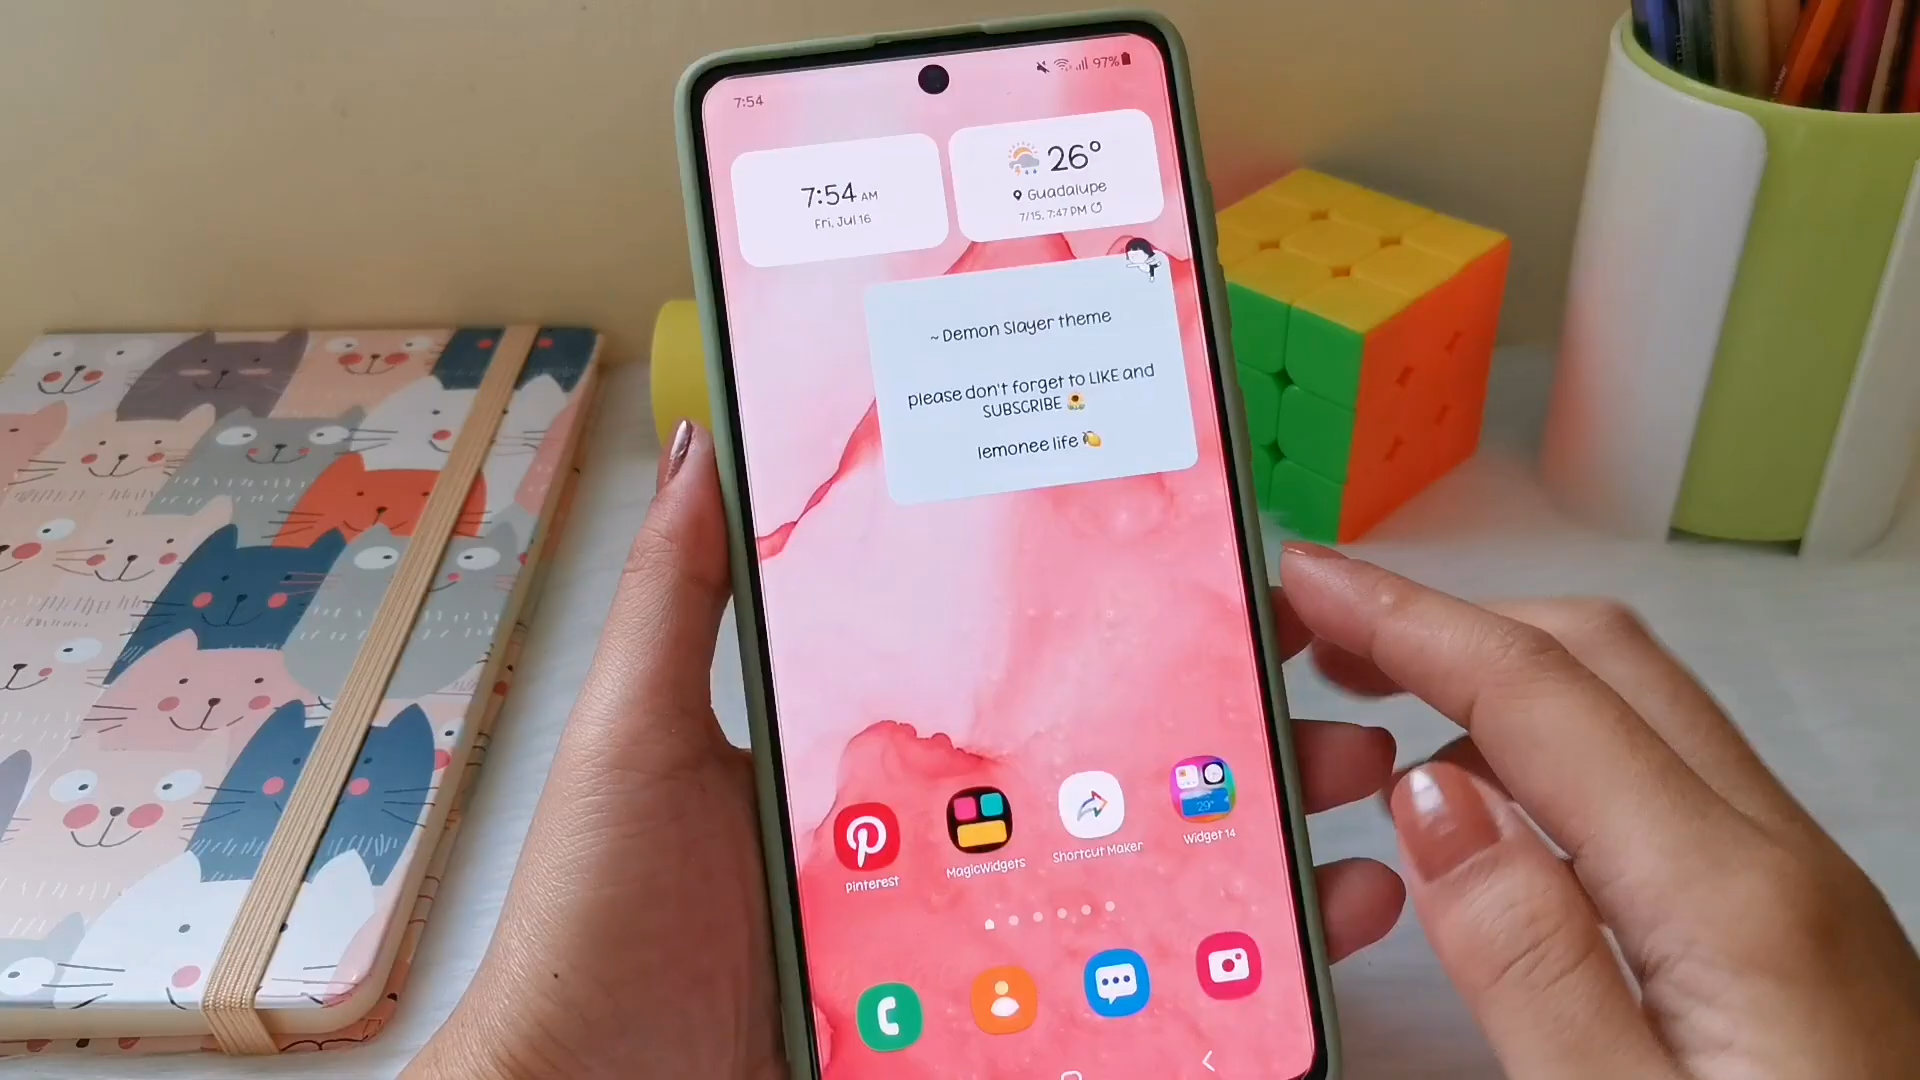 7:54
97%
7:54 AM
Fri, Jul 16
26°
Guadalupe
7/15, 7:47 PM
~ Demon Slayer theme
please don't forget to LIKE and
SUBSCRIBE 🌻
lemonee life 🍋
29°
Pinterest
MagicWidgets
Shortcut Maker
Widget 14